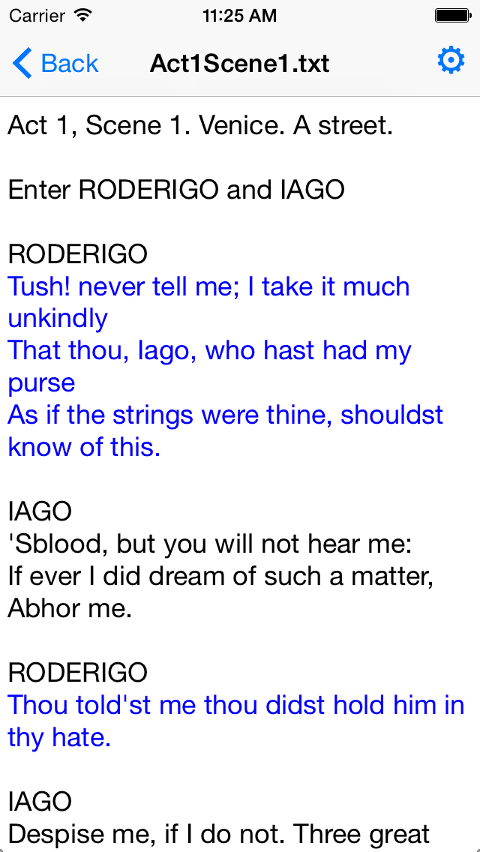 Carrier 11:25 AM
Back Act1Scene1.txt
Act 1, Scene 1. Venice. A street.
Enter RODERIGO and IAGO
RODERIGO
Tush! never tell me; I take it much
unkindly
That thou, Iago, who hast had my
purse
As if the strings were thine, shouldst
know of this.
IAGO
'Sblood, but you will not hear me:
If ever I did dream of such a matter,
Abhor me.
RODERIGO
Thou told'st me thou didst hold him in
thy hate.
IAGO
Despise me, if I do not. Three great